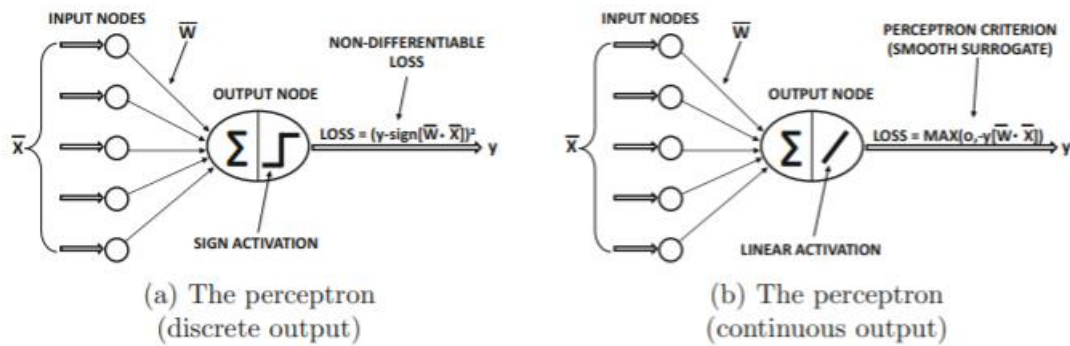 INPUT NODES
W
NON-DIFFERENTIABLE
LOSS
OUTPUT NODE
X
Σ
LOSS = (y-sign[W• X])²
y
SIGN ACTIVATION
(a) The perceptron
(discrete output)
INPUT NODES
W
PERCEPTRON CRITERION
(SMOOTH SURROGATE)
OUTPUT NODE
X
Σ
LOSS = MAX(0,-y[W• X])
y
LINEAR ACTIVATION
(b) The perceptron
(continuous output)